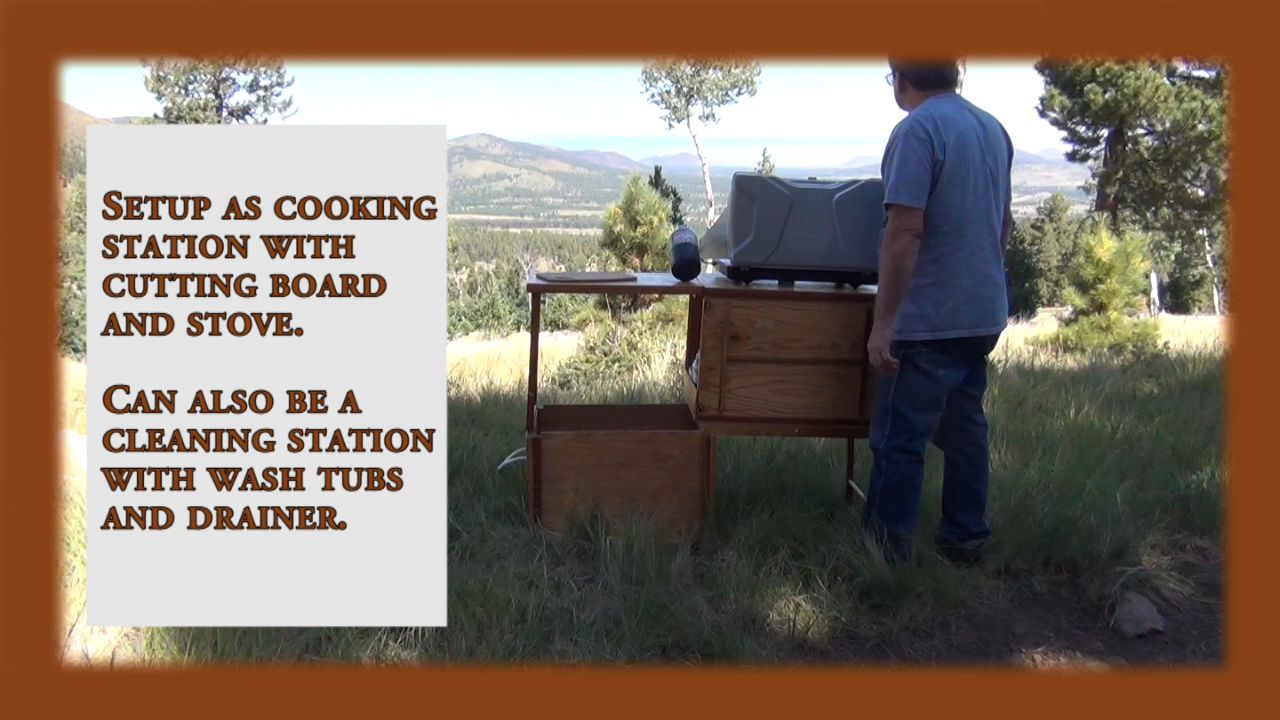 Setup as cooking
station with
cutting board
and stove.
Can also be a
cleaning station
with wash tubs
and drainer.